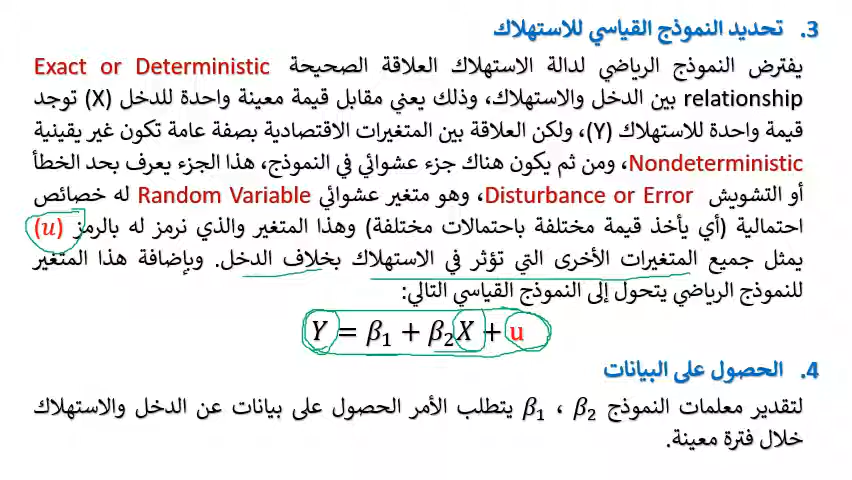 3. تحديد النموذج القياسي للاستهلاك
يفترض النموذج الرياضي لدالة الاستهلاك العلاقة الصحيحة Exact or Deterministic
relationship بين الدخل والاستهلاك، وذلك يعني مقابل قيمة معينة واحدة للدخل (X) توجد
قيمة واحدة للاستهلاك (Y)، ولكن العلاقة بين المتغيرات الاقتصادية بصفة عامة تكون غير يقينية
Nondeterministic، ومن ثم يكون هناك جزء عشوائي في النموذج، هذا الجزء يعرف بحد الخطأ
أو التشويش Disturbance or Error، وهو متغير عشوائي Random Variable له خصائص
احتمالية (أي يأخذ قيمة مختلفة باحتمالات مختلفة) وهذا المتغير والذي نرمز له بالرمز (u)
يمثل جميع المتغيرات الأخرى التي تؤثر في الاستهلاك بخلاف الدخل. وبإضافة هذا المتغير
للنموذج الرياضي يتحول إلى النموذج القياسي التالي:
Y = β₁ + β₂X + u
4. الحصول على البيانات
لتقدير معلمات النموذج β₂ ، β₁ يتطلب الأمر الحصول على بيانات عن الدخل والاستهلاك
خلال فترة معينة.